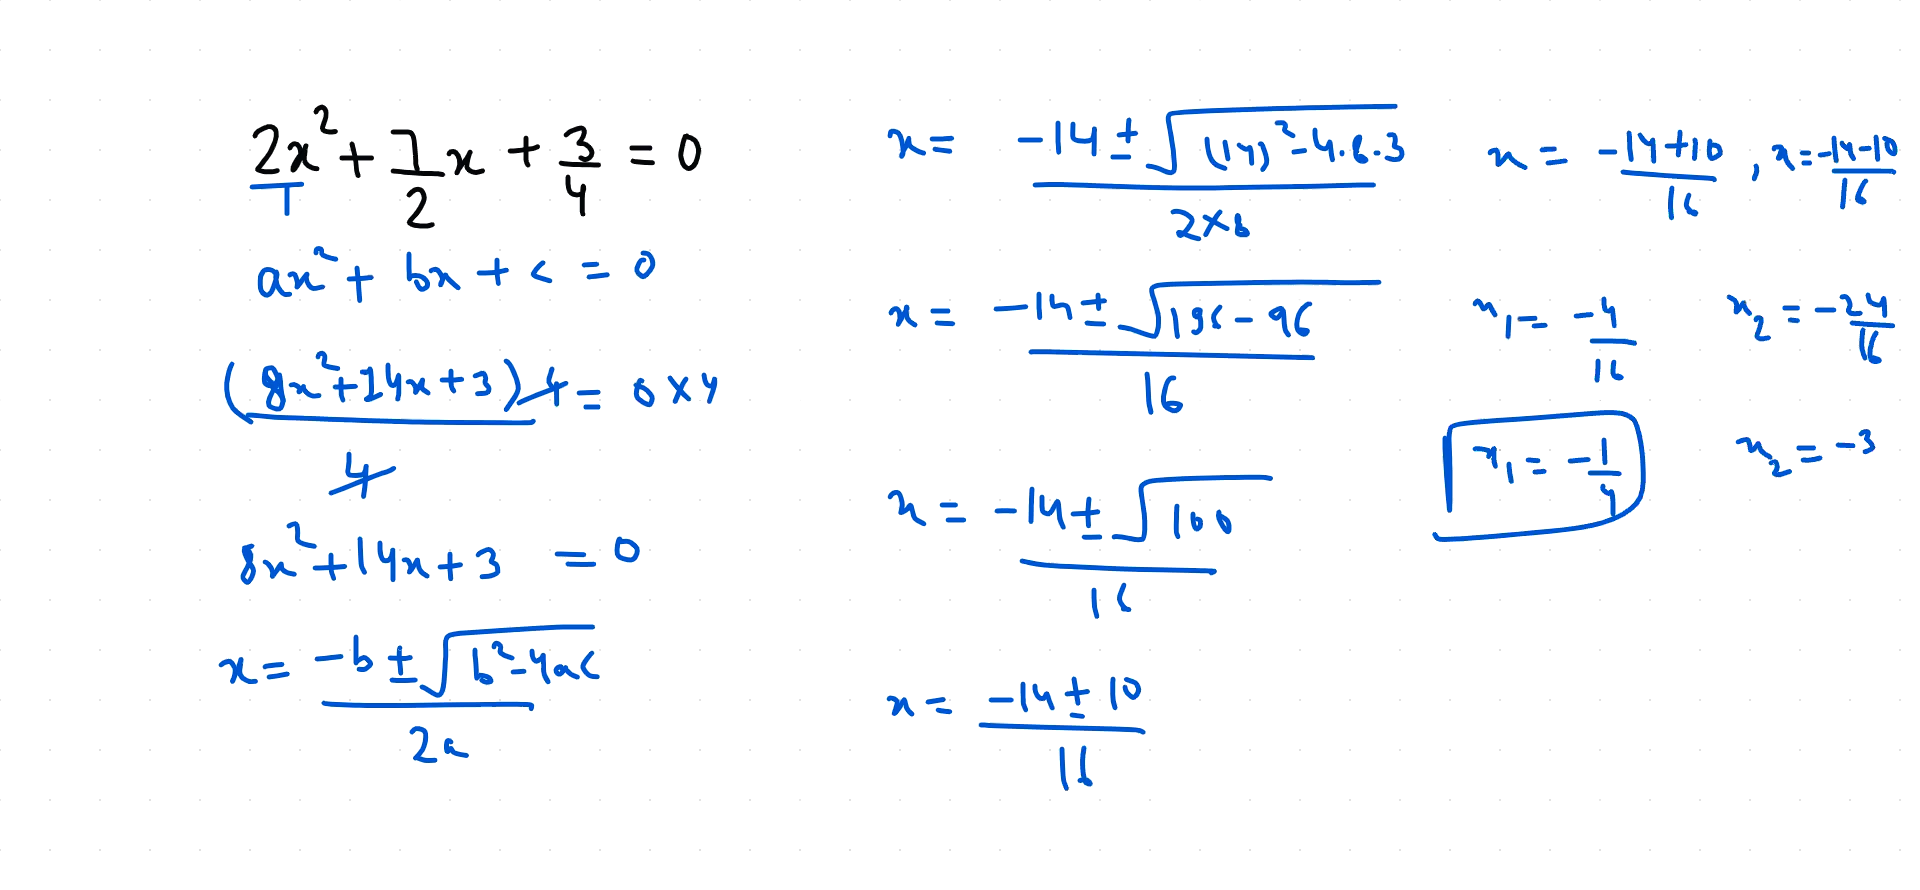 2x² + 7/2 x + 3/4 = 0
1
ax² + bx + c = 0
(8x² + 14x + 3) 4 / 4 = 0 × 4
8x² + 14x + 3 = 0
x = (-b ± √(b² - 4ac)) / 2a
x = (-14 ± √((14)² - 4.8.3)) / 2×8
x = (-14 ± √(196 - 96)) / 16
x = (-14 ± √100) / 16
x = (-14 ± 10) / 16
x = (-14+10)/16 , x = (-14-10)/16
x₁ = -4/16 x₂ = -24/16
x₁ = -1/4 x₂ = -3